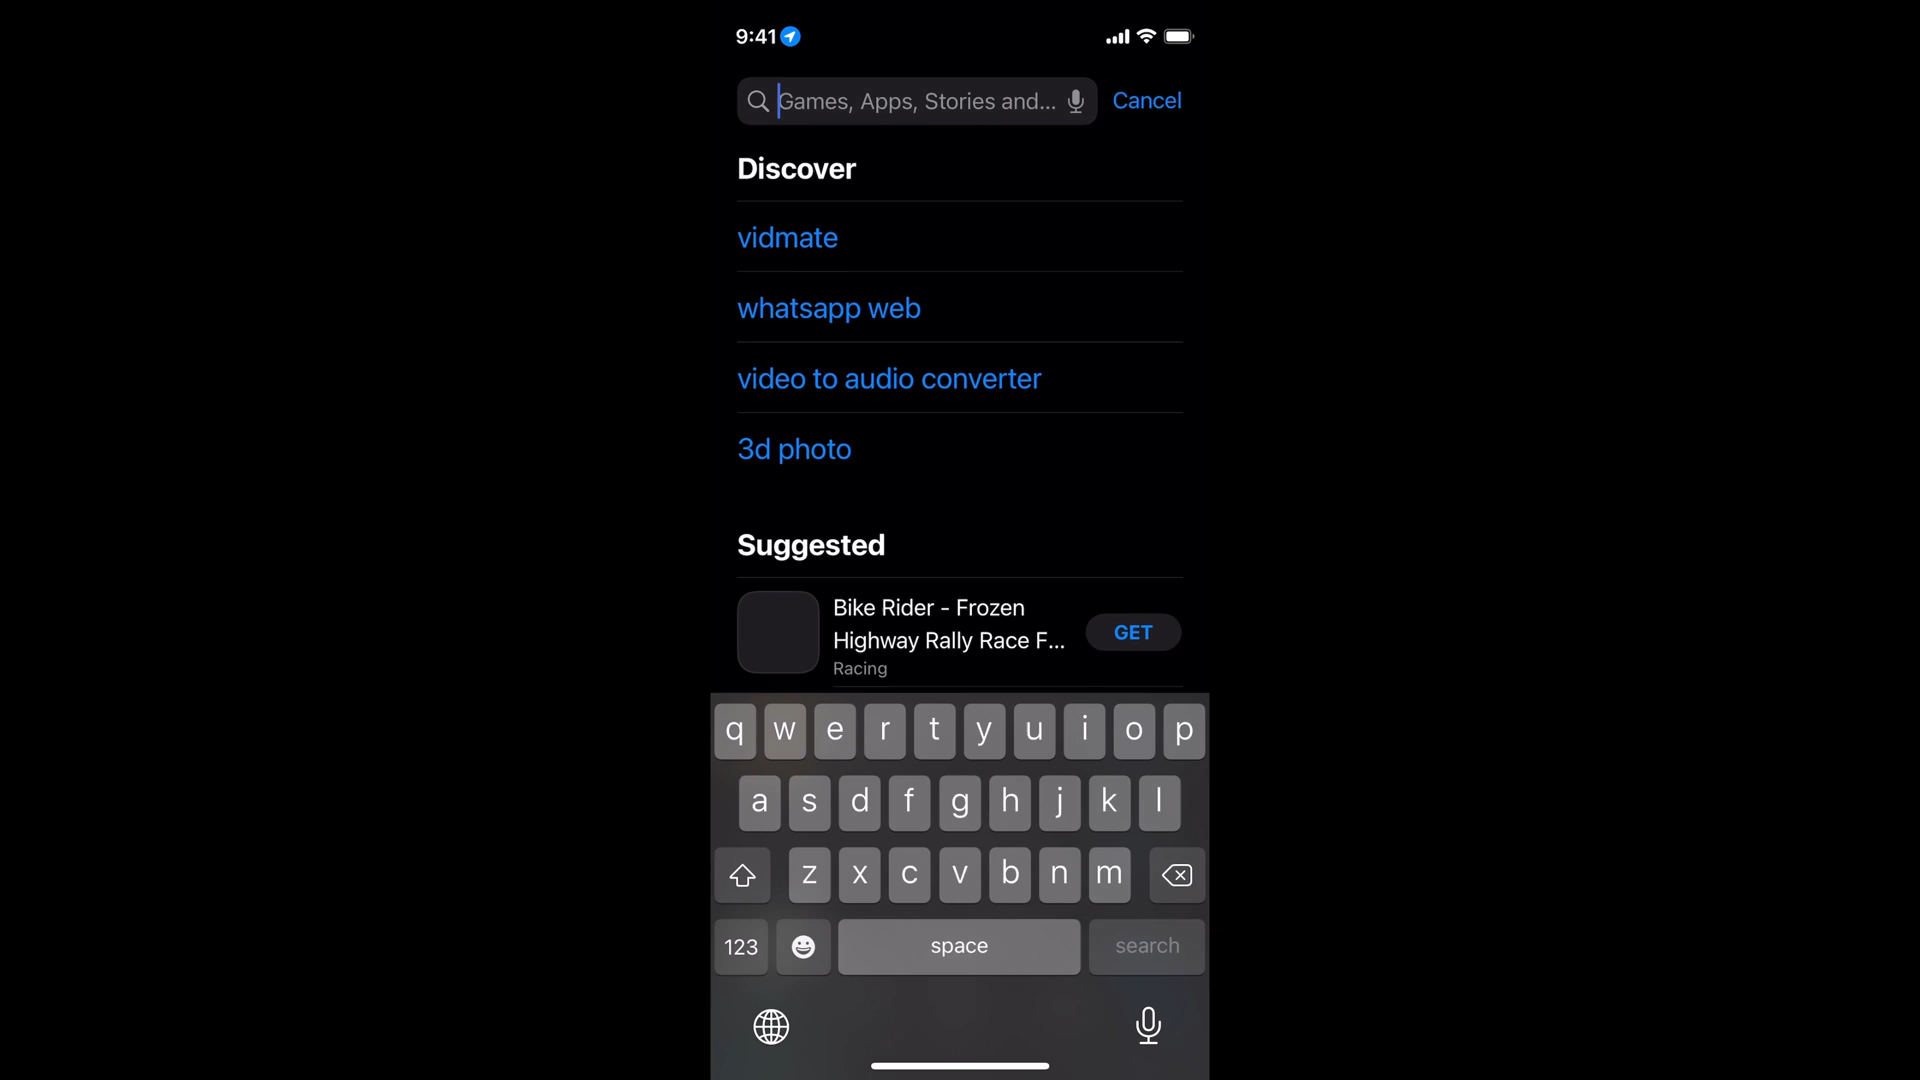 9:41
Games, Apps, Stories and...
Cancel
Discover
vidmate
whatsapp web
video to audio converter
3d photo
Suggested
Bike Rider - Frozen
Highway Rally Race F...
Racing
GET
q w e r t y u i o p
a s d f g h j k l
z x c v b n m
123
space
search